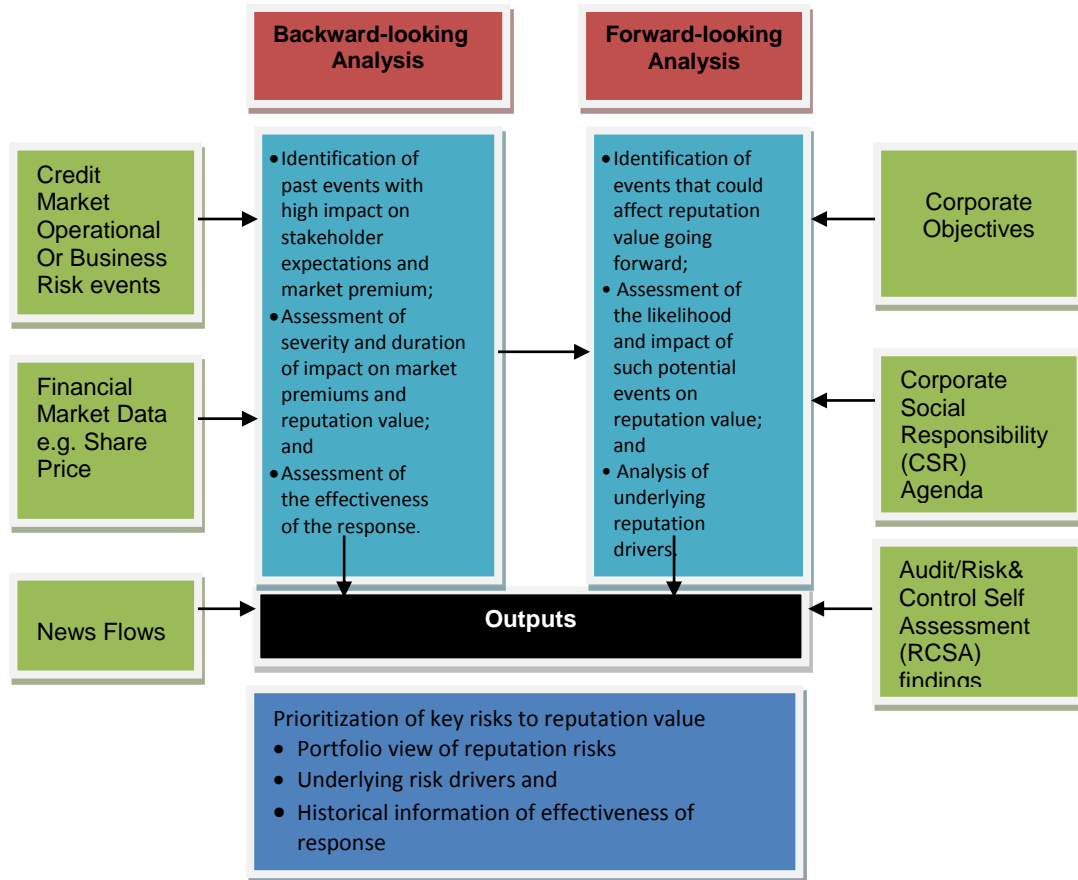 Backward-looking
Analysis
Forward-looking
Analysis
Credit
Market
Operational
Or Business
Risk events
Financial
Market Data
e.g. Share
Price
News Flows
• Identification of
past events with
high impact on
stakeholder
expectations and
market premium;
• Assessment of
severity and duration
of impact on market
premiums and
reputation value;
and
• Assessment of
the effectiveness
of the response.
• Identification of
events that could
affect reputation
value going
forward;
• Assessment of
the likelihood
and impact of
such potential
events on
reputation value;
and
• Analysis of
underlying
reputation
drivers.
Corporate
Objectives
Corporate
Social
Responsibility
(CSR)
Agenda
Audit/Risk&
Control Self
Assessment
(RCSA)
findings
Outputs
Prioritization of key risks to reputation value
• Portfolio view of reputation risks
• Underlying risk drivers and
• Historical information of effectiveness of
response